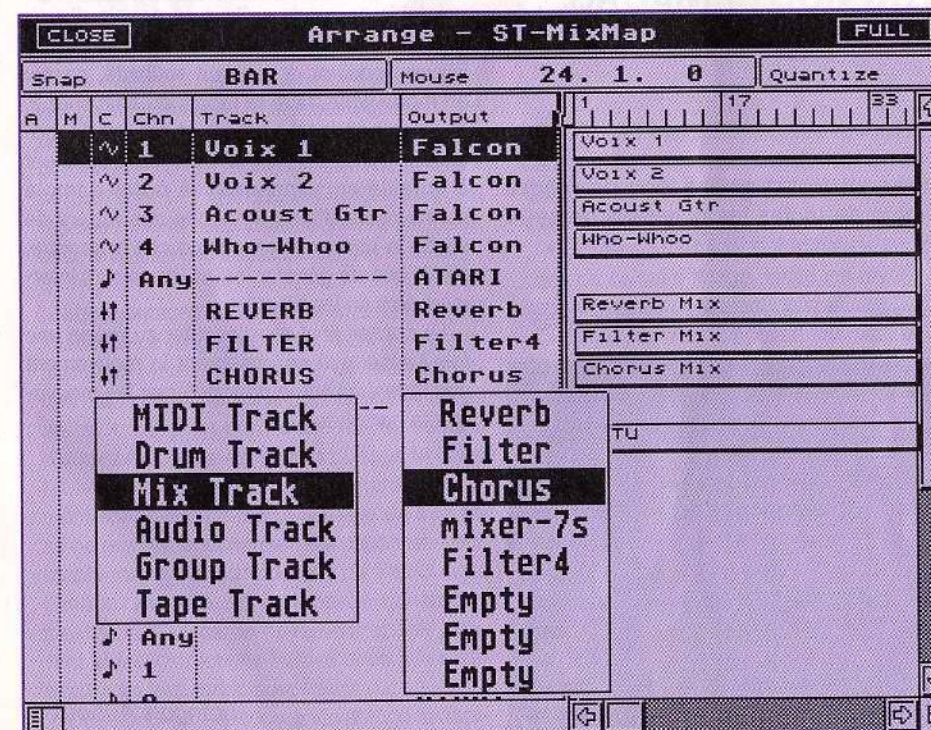 CLOSE Arrange - ST-MixMap FULL
Snap BAR Mouse 24. 1. 0 Quantize
A M C Chn Track Output 1 17 33
1 Voix 1 Falcon Voix 1
2 Voix 2 Falcon Voix 2
3 Acoust Gtr Falcon Acoust Gtr
4 Who-Whoo Falcon Who-Whoo
Any ---------- ATARI
REVERB Reverb Reverb Mix
FILTER Filter4 Filter Mix
CHORUS Chorus Chorus Mix
MIDI Track
Drum Track
Mix Track
Audio Track
Group Track
Tape Track
Reverb
Filter
Chorus
mixer-7s
Filter4
Empty
Empty
Empty
TU
Any
1